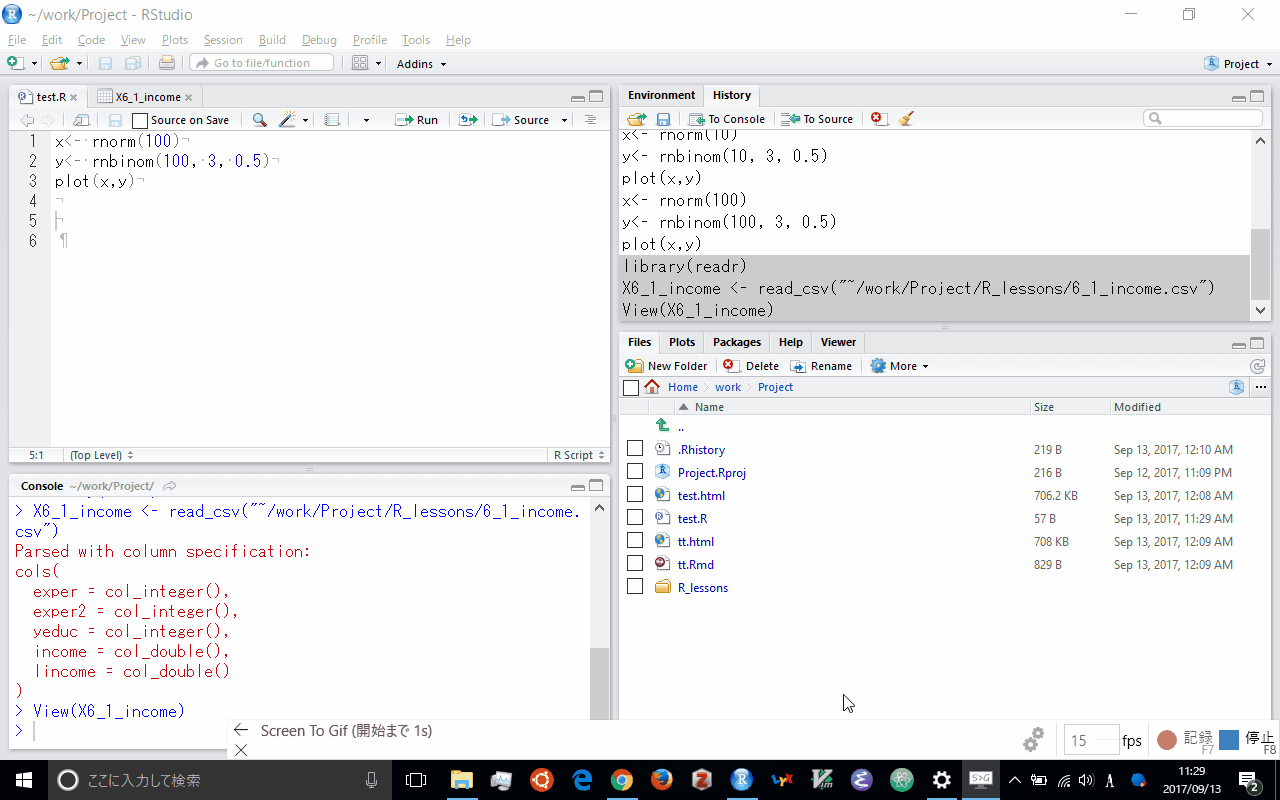 ~/work/Project - RStudio
File Edit Code View Plots Session Build Debug Profile Tools Help
Go to file/function Addins Project
test.R X6_1_income
Source on Save Run Source
1 x<- rnorm(100)
2 y<- rnbinom(100, 3, 0.5)
3 plot(x,y)
4
5
6
5:1 (Top Level) R Script
Console ~/work/Project/
> X6_1_income <- read_csv("~/work/Project/R_lessons/6_1_income.
csv")
Parsed with column specification:
cols(
exper = col_integer(),
exper2 = col_integer(),
yeduc = col_integer(),
income = col_double(),
lincome = col_double()
)
> View(X6_1_income)
>
Environment History
To Console To Source
x<- rnorm(10)
y<- rnbinom(10, 3, 0.5)
plot(x,y)
x<- rnorm(100)
y<- rnbinom(100, 3, 0.5)
plot(x,y)
library(readr)
X6_1_income <- read_csv("~/work/Project/R_lessons/6_1_income.csv")
View(X6_1_income)
Files Plots Packages Help Viewer
New Folder Delete Rename More
Home work Project
Name Size Modified
..
.Rhistory 219 B Sep 13, 2017, 12:10 AM
Project.Rproj 216 B Sep 12, 2017, 11:09 PM
test.html 706.2 KB Sep 13, 2017, 12:08 AM
test.R 57 B Sep 13, 2017, 11:29 AM
tt.html 708 KB Sep 13, 2017, 12:09 AM
tt.Rmd 829 B Sep 13, 2017, 12:09 AM
R_lessons
Screen To Gif (開始まで 1s)
15 fps 記録 F7 停止 F8
ここに入力して検索
A
11:29
2017/09/13
2